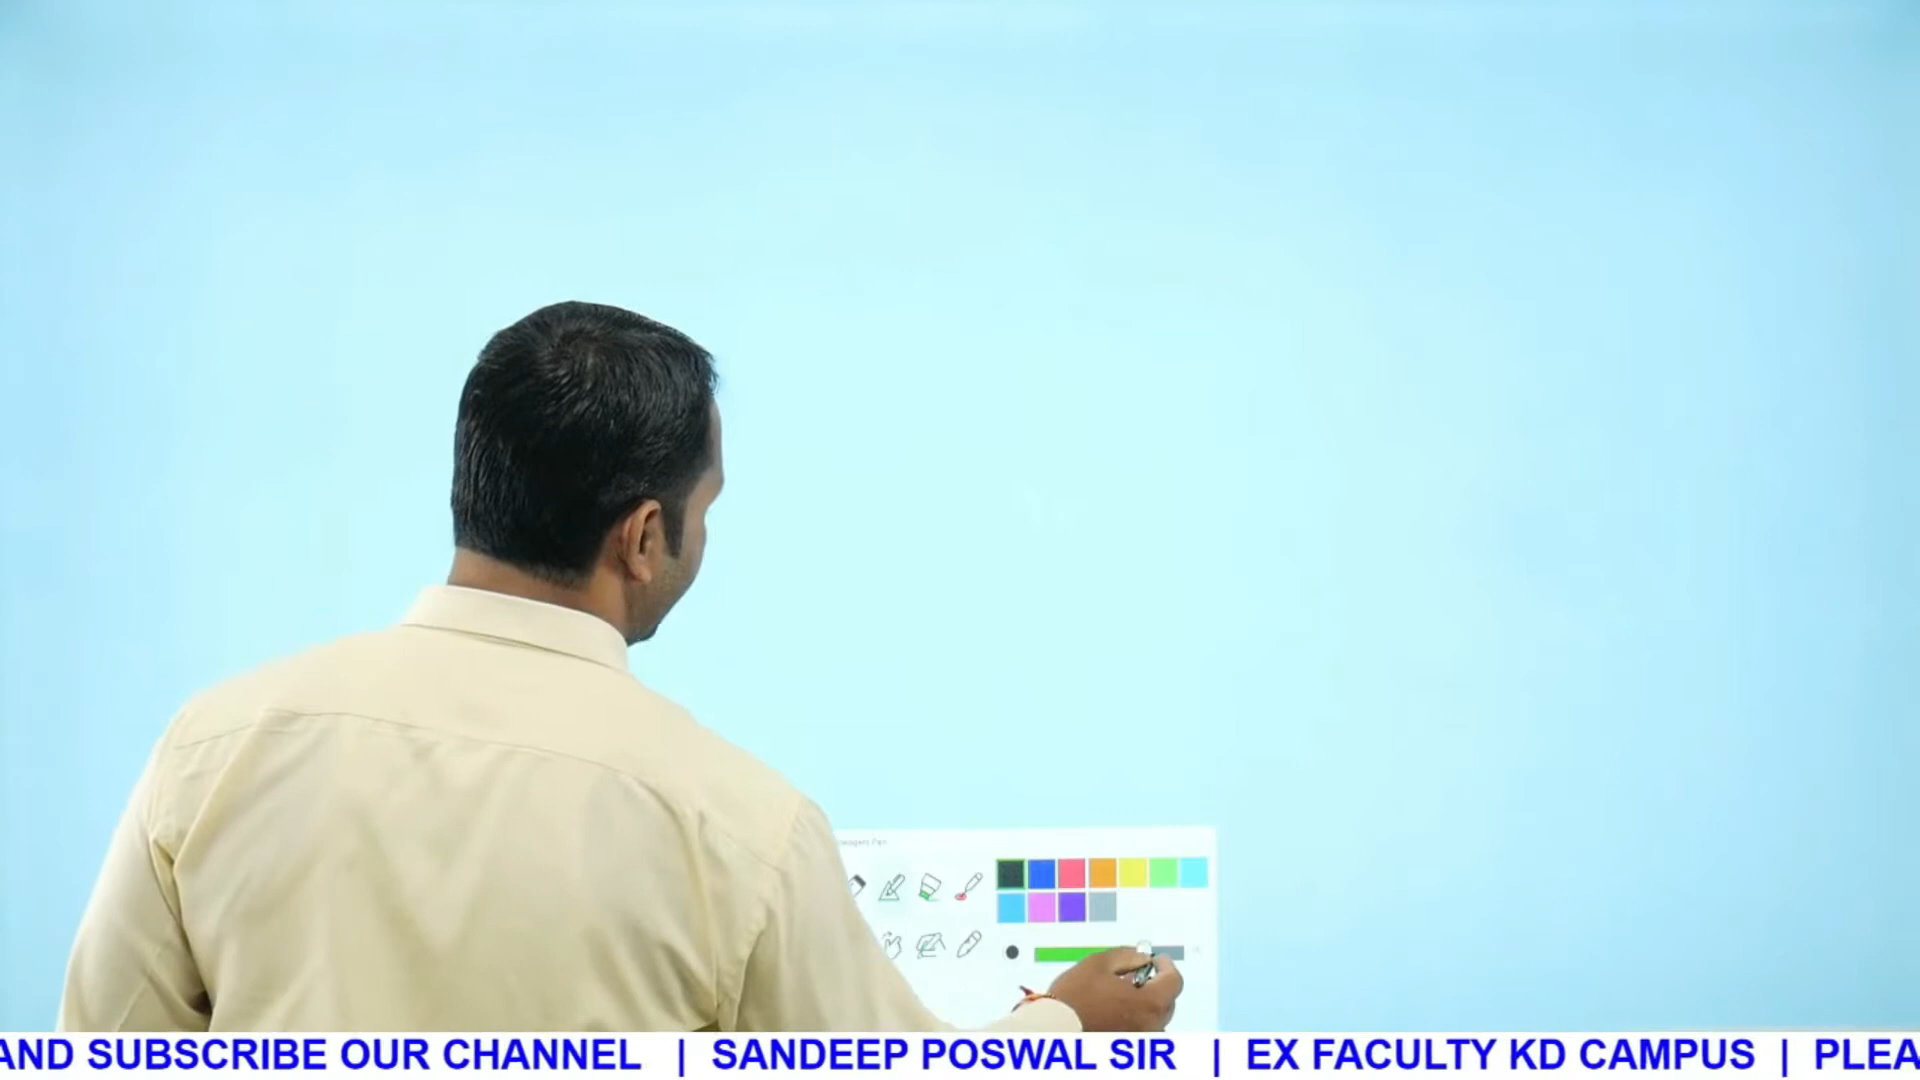 AND SUBSCRIBE OUR CHANNEL | SANDEEP POSWAL SIR | EX FACULTY KD CAMPUS | PLEA